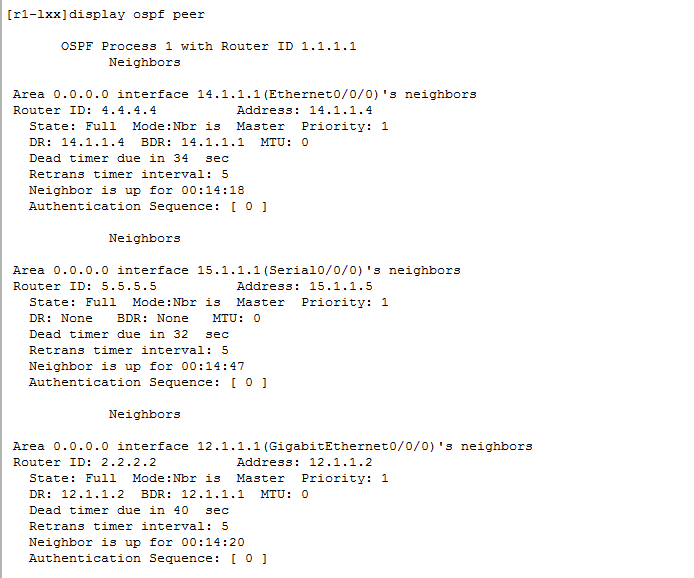 [r1-lxx]display ospf peer
OSPF Process 1 with Router ID 1.1.1.1
Neighbors
Area 0.0.0.0 interface 14.1.1.1(Ethernet0/0/0)'s neighbors
Router ID: 4.4.4.4 Address: 14.1.1.4
State: Full Mode:Nbr is Master Priority: 1
DR: 14.1.1.4 BDR: 14.1.1.1 MTU: 0
Dead timer due in 34 sec
Retrans timer interval: 5
Neighbor is up for 00:14:18
Authentication Sequence: [ 0 ]
Neighbors
Area 0.0.0.0 interface 15.1.1.1(Serial0/0/0)'s neighbors
Router ID: 5.5.5.5 Address: 15.1.1.5
State: Full Mode:Nbr is Master Priority: 1
DR: None BDR: None MTU: 0
Dead timer due in 32 sec
Retrans timer interval: 5
Neighbor is up for 00:14:47
Authentication Sequence: [ 0 ]
Neighbors
Area 0.0.0.0 interface 12.1.1.1(GigabitEthernet0/0/0)'s neighbors
Router ID: 2.2.2.2 Address: 12.1.1.2
State: Full Mode:Nbr is Master Priority: 1
DR: 12.1.1.2 BDR: 12.1.1.1 MTU: 0
Dead timer due in 40 sec
Retrans timer interval: 5
Neighbor is up for 00:14:20
Authentication Sequence: [ 0 ]